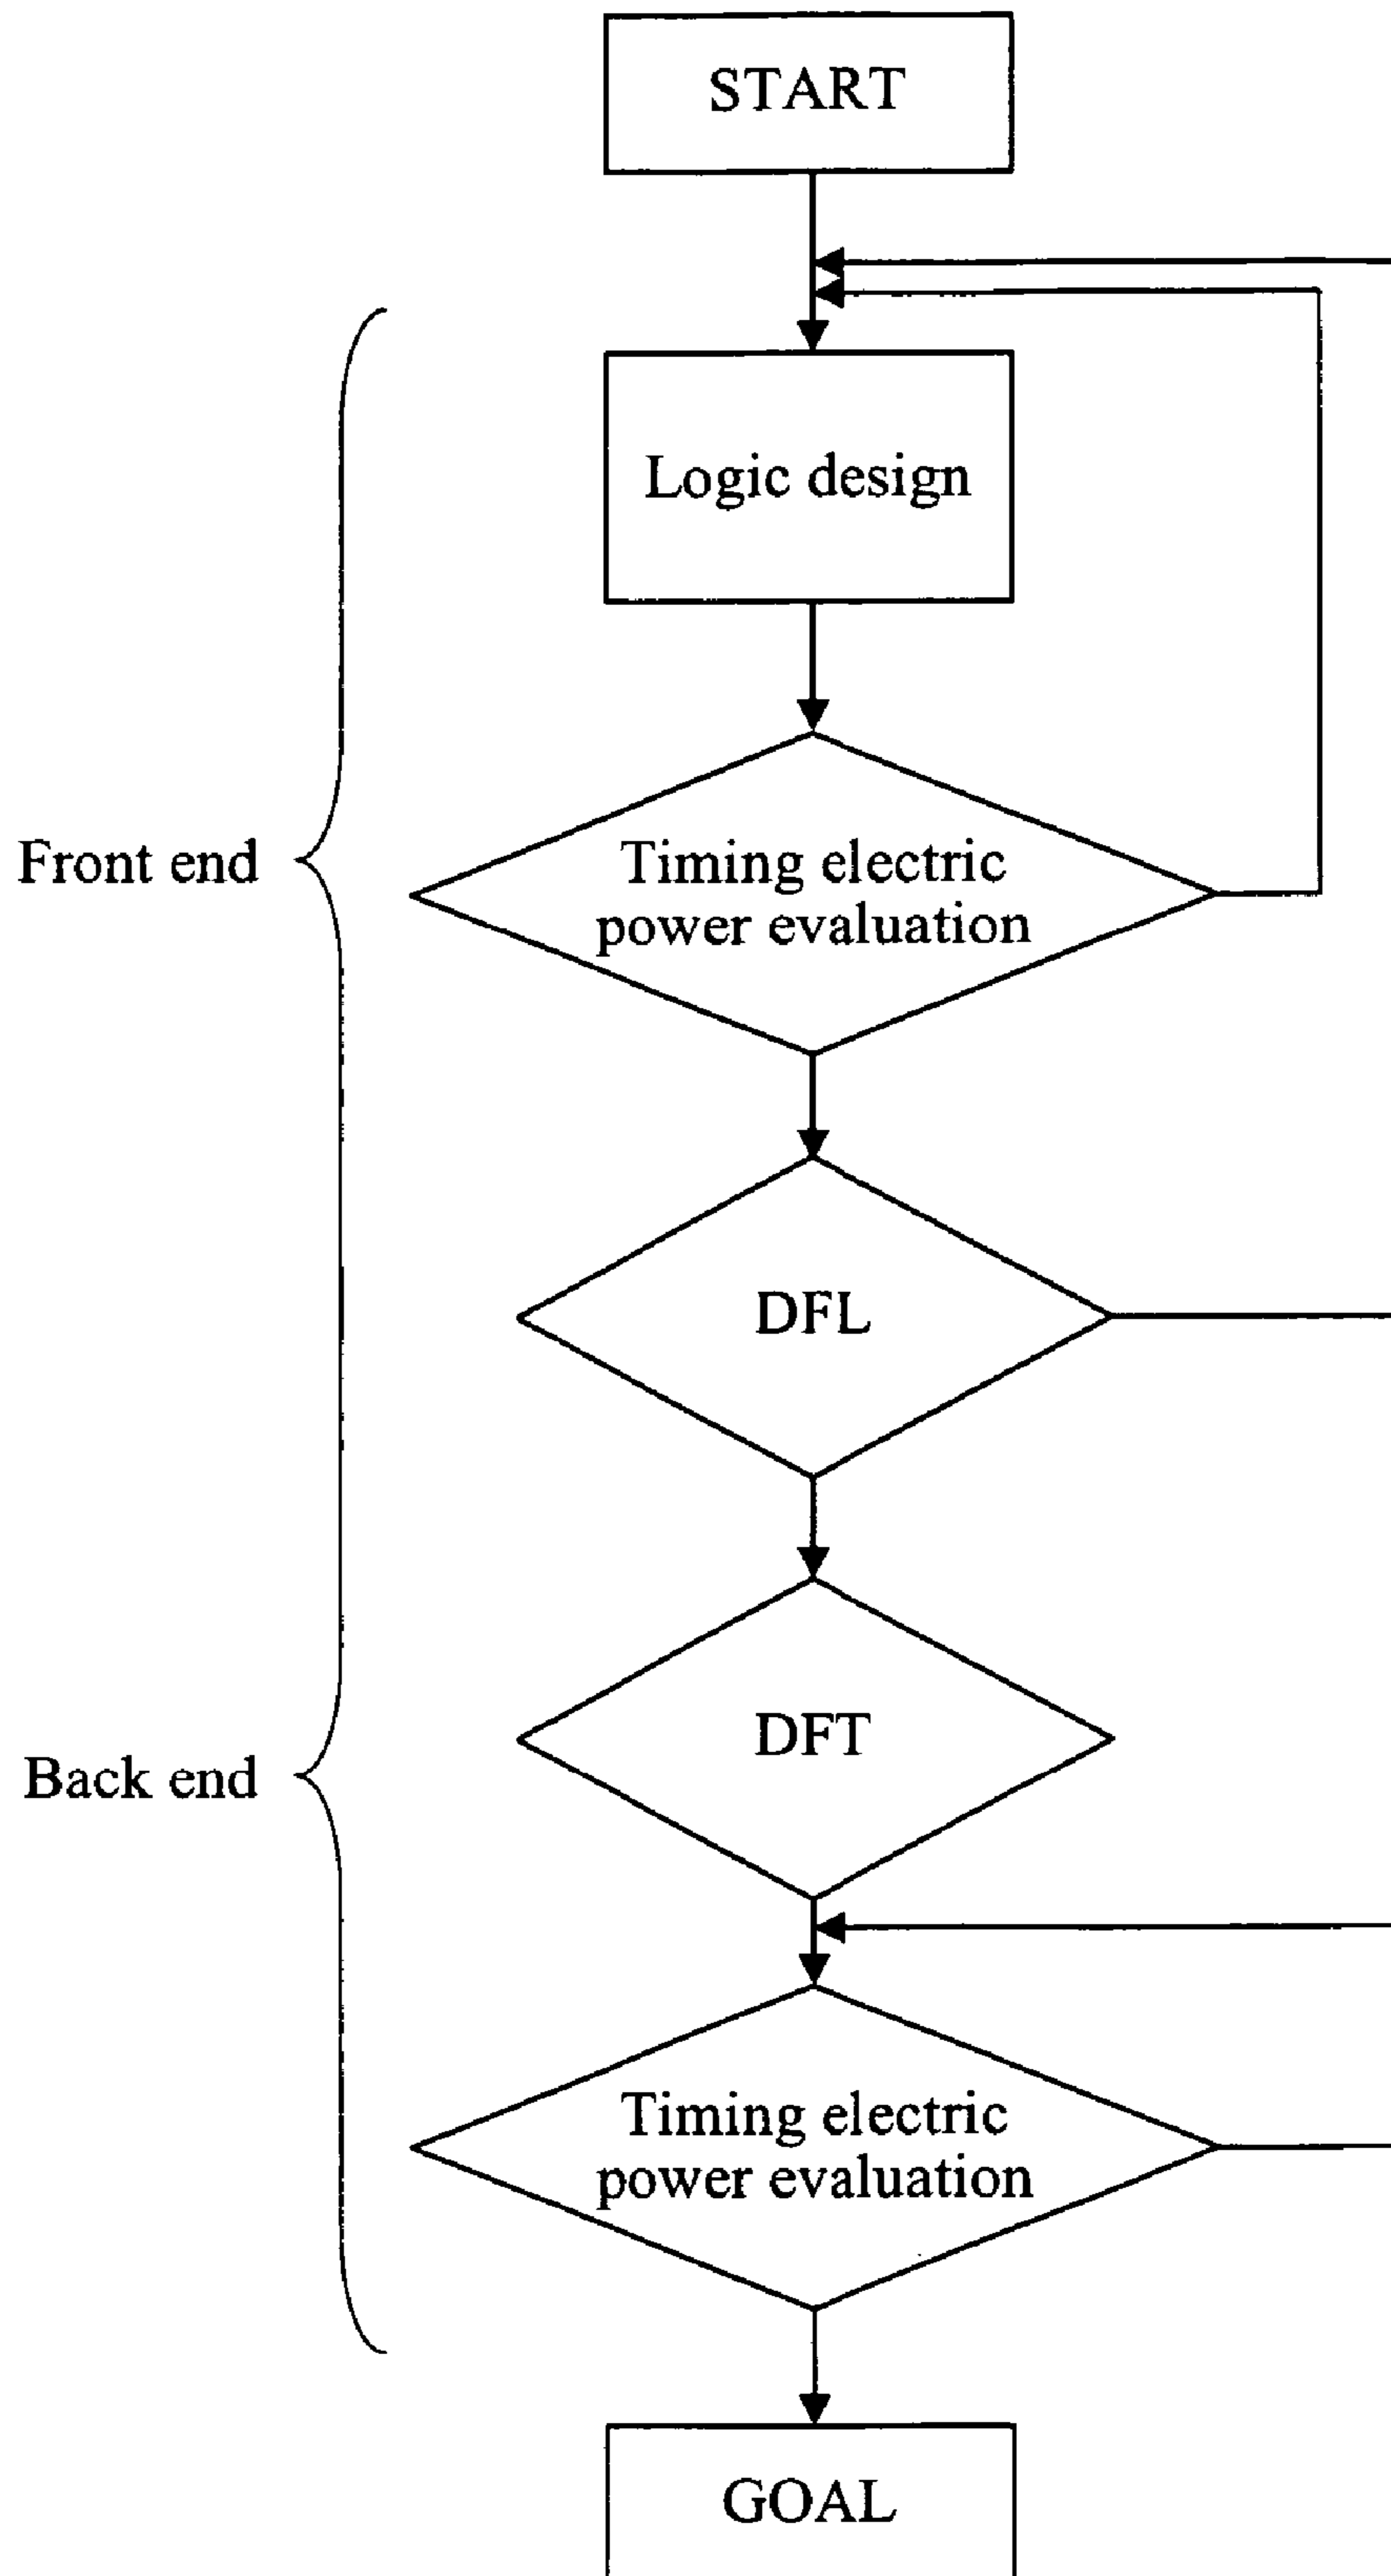 START
Logic design
Front end
Timing electric
power evaluation
DFL
DFT
Back end
Timing electric
power evaluation
GOAL